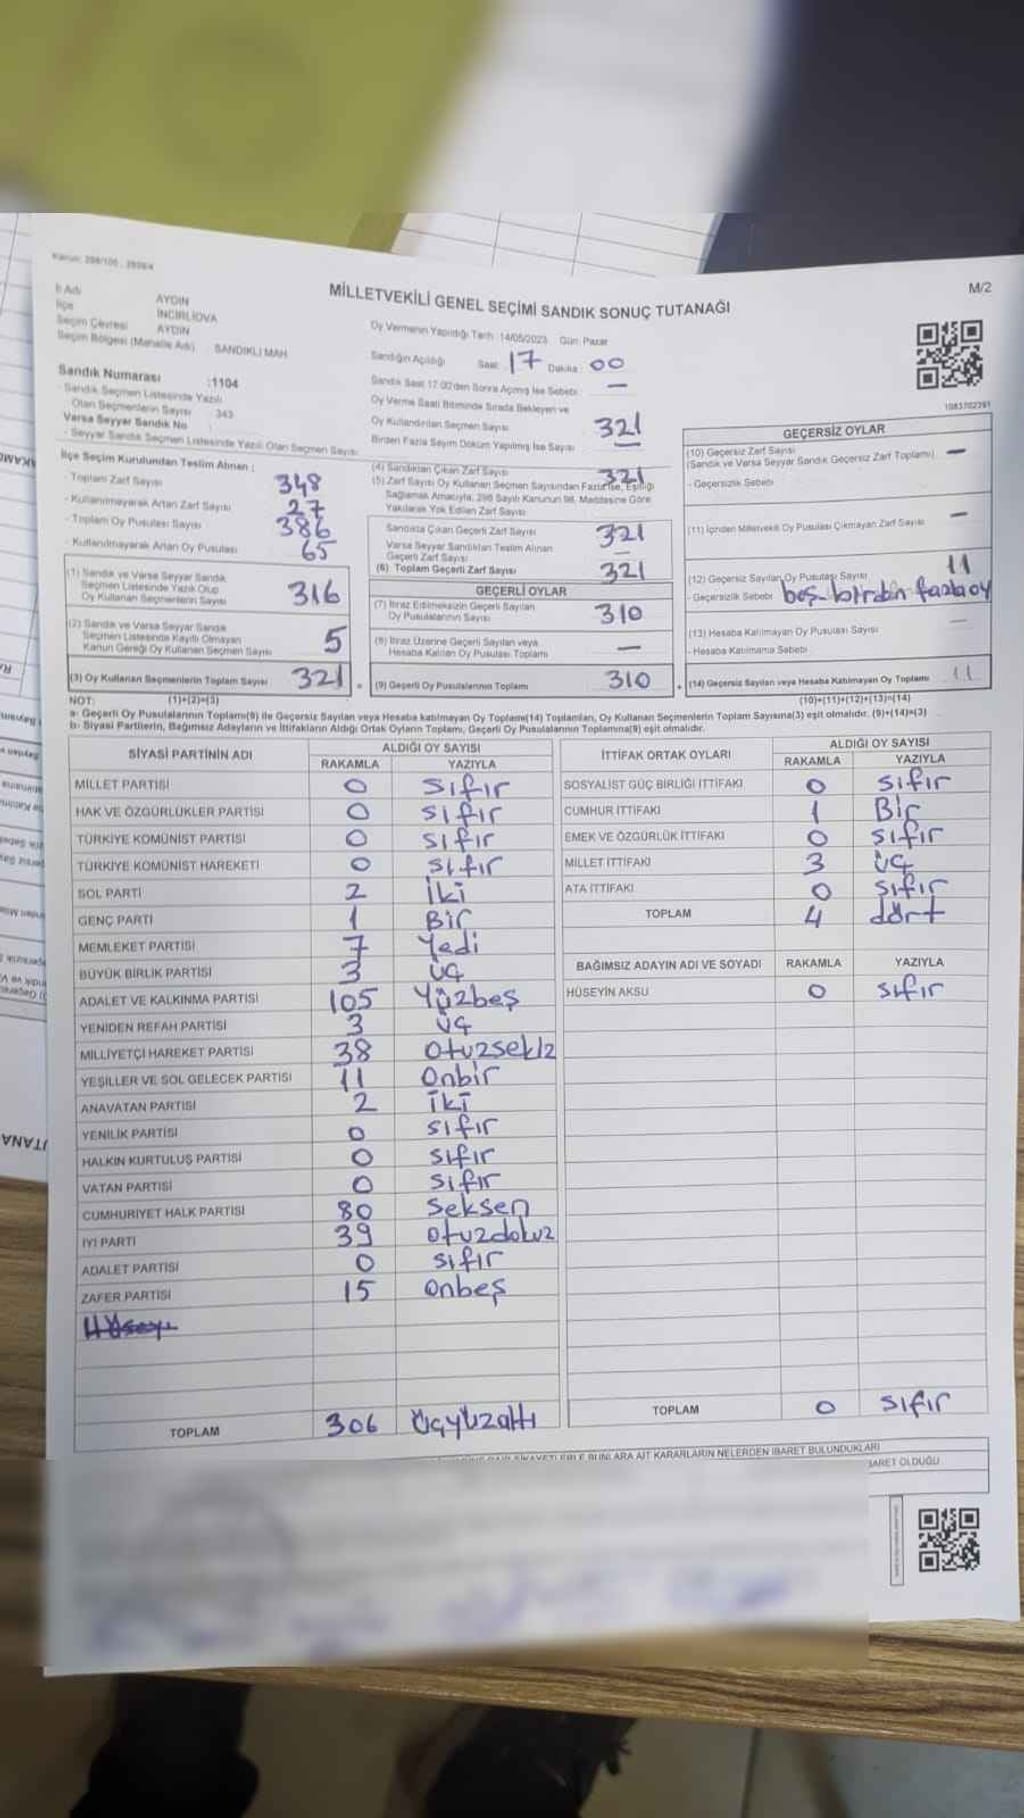 Kanun: 298/105 , 2839/4
M/2
MİLLETVEKİLİ GENEL SEÇİMİ SANDIK SONUÇ TUTANAĞI
İl Adı AYDIN
İlçe İNCİRLİOVA
Seçim Çevresi AYDIN
Seçim Bölgesi (Mahalle Adı) SANDIKLI MAH.
Sandık Numarası :1104
- Sandık Seçmen Listesinde Yazılı
Olan Seçmenlerin Sayısı 343
Varsa Seyyar Sandık No
- Seyyar Sandık Seçmen Listesinde Yazılı Olan Seçmen Sayısı
İlçe Seçim Kurulundan Teslim Alınan :
- Toplam Zarf Sayısı 348
- Kullanılmayarak Artan Zarf Sayısı 27
- Toplam Oy Pusulası Sayısı 386
- Kullanılmayarak Artan Oy Pusulası 65
(1) Sandık ve Varsa Seyyar Sandık
Seçmen Listesinde Yazılı Olup
Oy Kullanan Seçmenlerin Sayısı 316
(2) Sandık ve Varsa Seyyar Sandık
Seçmen Listesinde Kayıtlı Olmayan
Kanun Gereği Oy Kullanan Seçmen Sayısı 5
(3) Oy Kullanan Seçmenlerin Toplam Sayısı 321
Oy Vermenin Yapıldığı Tarih : 14/05/2023 Gün: Pazar
Sandığın Açıldığı Saat: 17 Dakika : 00
Sandık Saat 17.00'den Sonra Açılmış İse Sebebi: —
Oy Verme Saati Bitiminde Sırada Bekleyen ve
Oy Kullandırılan Seçmen Sayısı 321
Birden Fazla Sayım Döküm Yapılmış İse Sayısı —
(4) Sandıktan Çıkan Zarf Sayısı 321
(5) Zarf Sayısı Oy Kullanan Seçmen Sayısından Fazla İse, Eşitliği
Sağlamak Amacıyla, 298 Sayılı Kanunun 98. Maddesine Göre
Yakılarak Yok Edilen Zarf Sayısı
Sandıkta Çıkan Geçerli Zarf Sayısı 321
Varsa Seyyar Sandıktan Teslim Alınan
Geçerli Zarf Sayısı —
(6) Toplam Geçerli Zarf Sayısı 321
GEÇERLİ OYLAR
(7) İtiraz Edilmeksizin Geçerli Sayılan
Oy Pusulalarının Sayısı 310
(8) İtiraz Üzerine Geçerli Sayılan veya
Hesaba Katılan Oy Pusulası Toplamı —
(9) Geçerli Oy Pusulalarının Toplamı 310
1083702391
GEÇERSİZ OYLAR
(10) Geçersiz Zarf Sayısı —
(Sandık ve Varsa Seyyar Sandık Geçersiz Zarf Toplamı)
- Geçersizlik Sebebi
(11) İçinden Milletvekili Oy Pusulası Çıkmayan Zarf Sayısı —
(12) Geçersiz Sayılan Oy Pusulası Sayısı 11
- Geçersizlik Sebebi boş-birden fazla oy
(13) Hesaba Katılmayan Oy Pusulası Sayısı —
- Hesaba Katılmama Sebebi
(14) Geçersiz Sayılan veya Hesaba Katılmayan Oy Toplamı 11
NOT: (1)+(2)=(3) (10)+(11)+(12)+(13)=(14)
a- Geçerli Oy Pusulalarının Toplamı(9) ile Geçersiz Sayılan veya Hesaba katılmayan Oy Toplamı(14) Toplamları, Oy Kullanan Seçmenlerin Toplam Sayısına(3) eşit olmalıdır. (9)+(14)=(3)
b- Siyasi Partilerin, Bağımsız Adayların ve İttifakların Aldığı Ortak Oyların Toplamı, Geçerli Oy Pusulalarının Toplamına(9) eşit olmalıdır.
SİYASİ PARTİNİN ADI ALDIĞI OY SAYISI
RAKAMLA YAZIYLA
MİLLET PARTİSİ 0 sıfır
HAK VE ÖZGÜRLÜKLER PARTİSİ 0 sıfır
TÜRKİYE KOMÜNİST PARTİSİ 0 sıfır
TÜRKİYE KOMÜNİST HAREKETİ 0 sıfır
SOL PARTİ 2 İki
GENÇ PARTİ 1 Bir
MEMLEKET PARTİSİ 7 Yedi
BÜYÜK BİRLİK PARTİSİ 3 üç
ADALET VE KALKINMA PARTİSİ 105 Yüzbeş
YENİDEN REFAH PARTİSİ 3 üç
MİLLİYETÇİ HAREKET PARTİSİ 38 otuzsekiz
YEŞİLLER VE SOL GELECEK PARTİSİ 11 Onbir
ANAVATAN PARTİSİ 2 İki
YENİLİK PARTİSİ 0 sıfır
HALKIN KURTULUŞ PARTİSİ 0 sıfır
VATAN PARTİSİ 0 sıfır
CUMHURİYET HALK PARTİSİ 80 Seksen
İYİ PARTİ 39 otuzdokuz
ADALET PARTİSİ 0 sıfır
ZAFER PARTİSİ 15 onbeş
TOPLAM 306 Üçyüzaltı
İTTİFAK ORTAK OYLARI ALDIĞI OY SAYISI
RAKAMLA YAZIYLA
SOSYALİST GÜÇ BİRLİĞİ İTTİFAKI 0 sıfır
CUMHUR İTTİFAKI 1 Bir
EMEK VE ÖZGÜRLÜK İTTİFAKI 0 sıfır
MİLLET İTTİFAKI 3 üç
ATA İTTİFAKI 0 sıfır
TOPLAM 4 dört
BAĞIMSIZ ADAYIN ADI VE SOYADI RAKAMLA YAZIYLA
HÜSEYİN AKSU 0 sıfır
TOPLAM 0 sıfır
BUNLARA AİT KARARLARIN NELERDEN İBARET BULUNDUKLARI
İBARET OLDUĞU